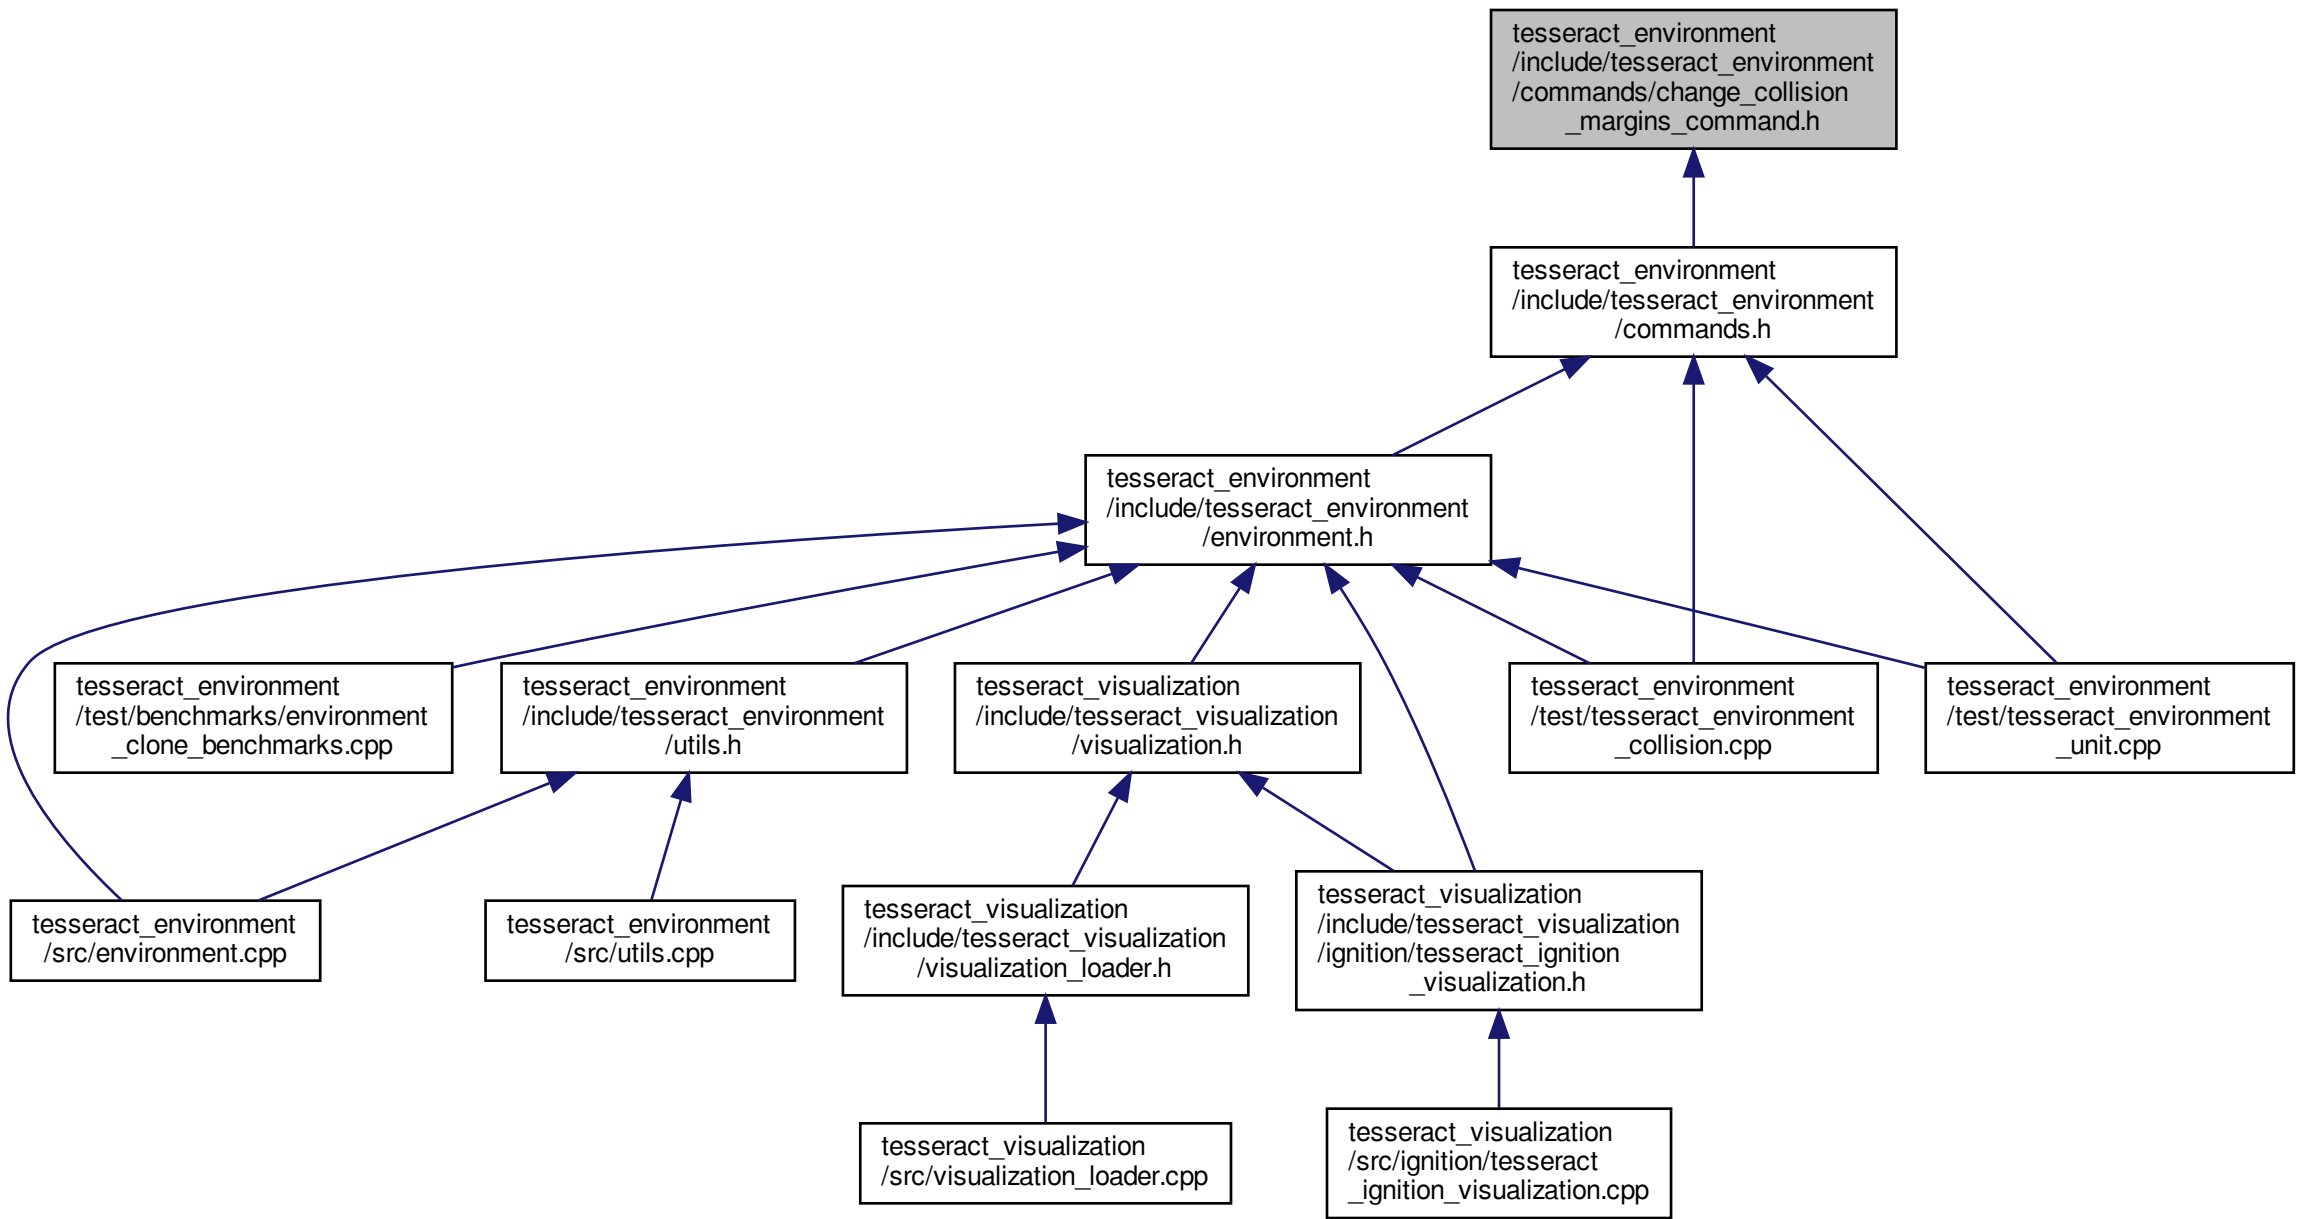 tesseract_environment
/include/tesseract_environment
/commands/change_collision
_margins_command.h
tesseract_environment
/include/tesseract_environment
/commands.h
tesseract_environment
/include/tesseract_environment
/environment.h
tesseract_environment
/test/benchmarks/environment
_clone_benchmarks.cpp
tesseract_environment
/include/tesseract_environment
/utils.h
tesseract_visualization
/include/tesseract_visualization
/visualization.h
tesseract_environment
/test/tesseract_environment
_collision.cpp
tesseract_environment
/test/tesseract_environment
_unit.cpp
tesseract_environment
/src/environment.cpp
tesseract_environment
/src/utils.cpp
tesseract_visualization
/include/tesseract_visualization
/visualization_loader.h
tesseract_visualization
/include/tesseract_visualization
/ignition/tesseract_ignition
_visualization.h
tesseract_visualization
/src/visualization_loader.cpp
tesseract_visualization
/src/ignition/tesseract
_ignition_visualization.cpp